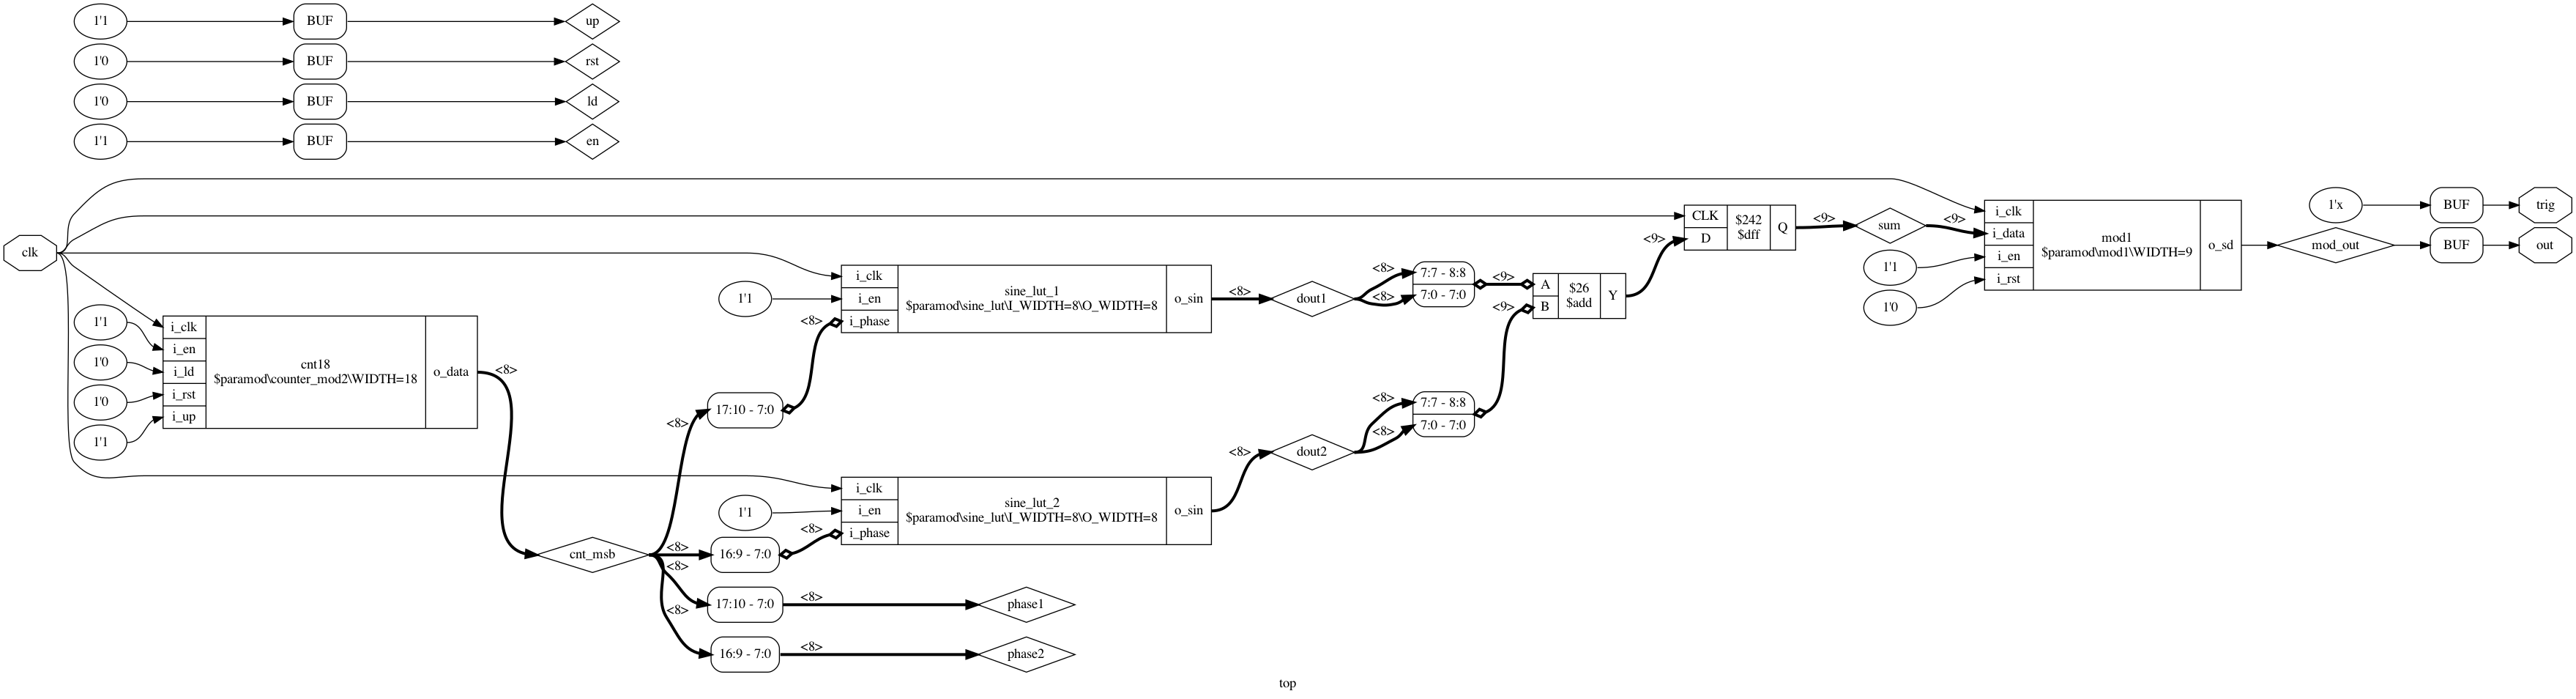 1'1 BUF up
1'0 BUF rst
1'0 BUF ld
1'1 BUF en
clk
1'1
1'0
1'0
1'1
i_clk
i_en
i_ld
i_rst
i_up
cnt18
$paramod\counter_mod2\WIDTH=18
o_data
<8>
cnt_msb
<8>
17:10 - 7:0
<8>
<8>
16:9 - 7:0
<8>
<8>
17:10 - 7:0
<8>
phase1
<8>
16:9 - 7:0
<8>
phase2
1'1
i_clk
i_en
i_phase
sine_lut_1
$paramod\sine_lut\I_WIDTH=8\O_WIDTH=8
o_sin
<8>
dout1
<8>
<8>
7:7 - 8:8
7:0 - 7:0
<9>
1'1
i_clk
i_en
i_phase
sine_lut_2
$paramod\sine_lut\I_WIDTH=8\O_WIDTH=8
o_sin
<8>
dout2
<8>
<8>
7:7 - 8:8
7:0 - 7:0
<9>
A
B
$26
$add
Y
<9>
CLK
D
$242
$dff
Q
<9>
sum
<9>
1'1
1'0
i_clk
i_data
i_en
i_rst
mod1
$paramod\mod1\WIDTH=9
o_sd
1'x BUF trig
mod_out BUF out
top